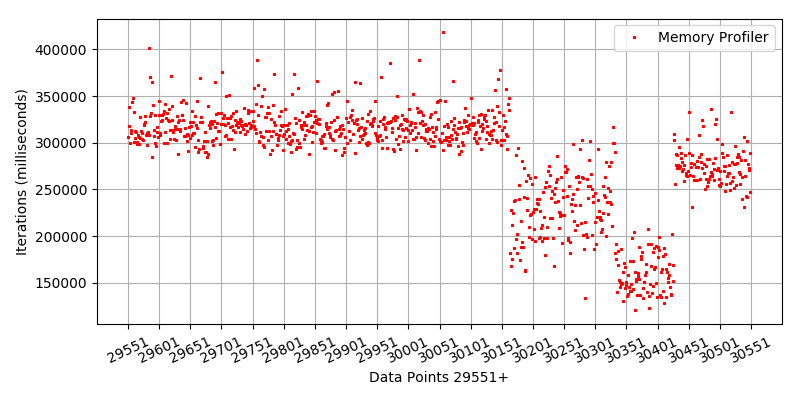 Memory Profiler
400000
350000
300000
250000
200000
150000
Iterations (milliseconds)
29551 29601 29651 29701 29751 29801 29851 29901 29951 30001 30051 30101 30151 30201 30251 30301 30351 30401 30451 30501 30551
Data Points 29551+